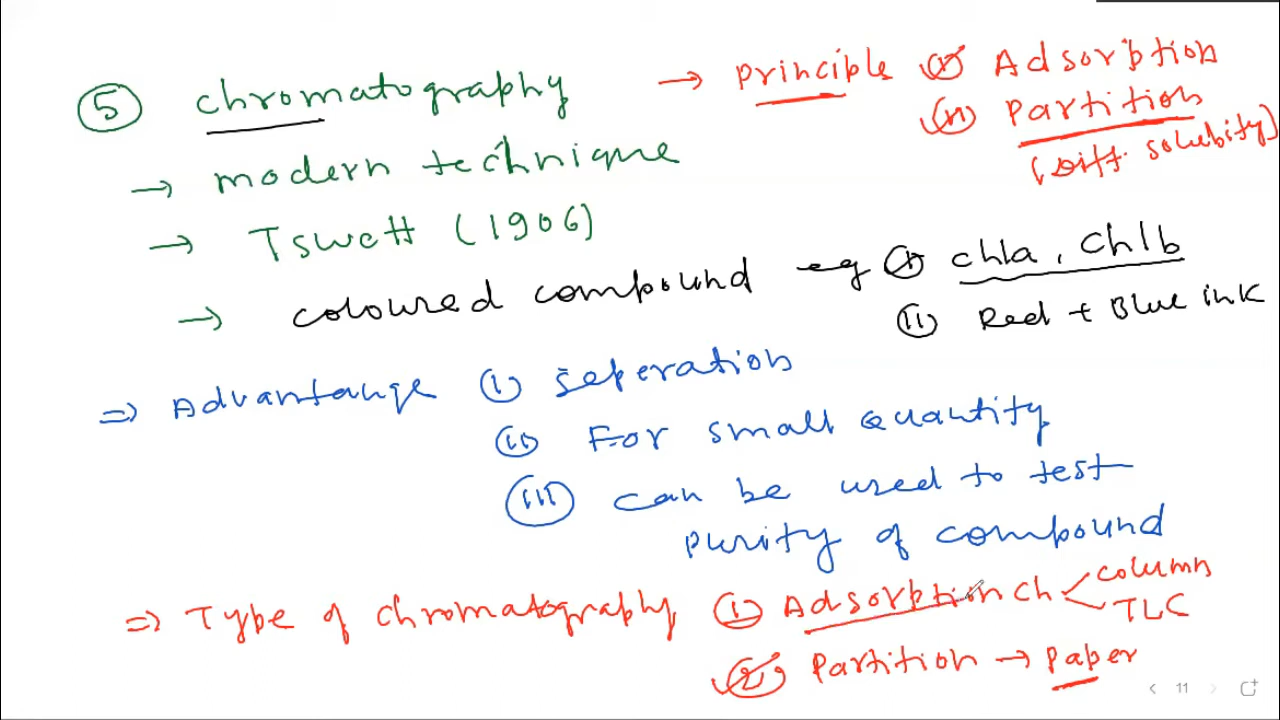 ⑤ chromatography → principle (i) Adsorption
(ii) Partition
(Diff. solubity)
→ modern technique
→ Tswett (1906)
→ coloured compound eg (i) chla, Chlb
(ii) Red + Blue ink
⇒ Advantange (i) seperation
(ii) For small quantity
(iii) can be used to test
purity of compound
⇒ Type of chromatography (i) Adsorption ch < column
TLC
(2) Partition → paper
< 11 >